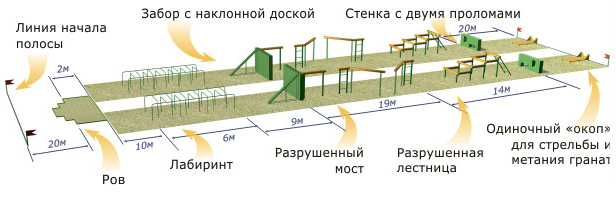 Линия начала
полосы
Забор с наклонной доской
Стенка с двумя проломами
20м
2м
20м
10м
6м
9м
19м
14м
Ров
Лабиринт
Разрушенный
мост
Разрушенная
лестница
Одиночный «окоп»
для стрельбы и
метания гранат